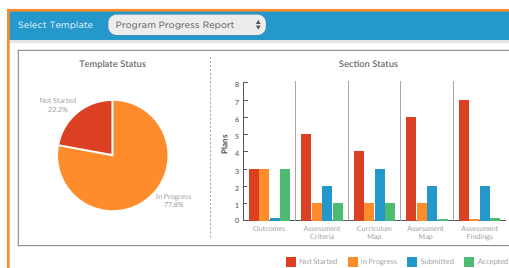 Select Template Program Progress Report
Template Status
Section Status
Not Started
22.2%
In Progress
77.8%
Plans
8
7
6
5
4
3
2
1
0
Outcomes
Assessment
Criteria
Curriculum
Map
Assessment
Map
Assessment
Findings
Not Started In Progress Submitted Accepted